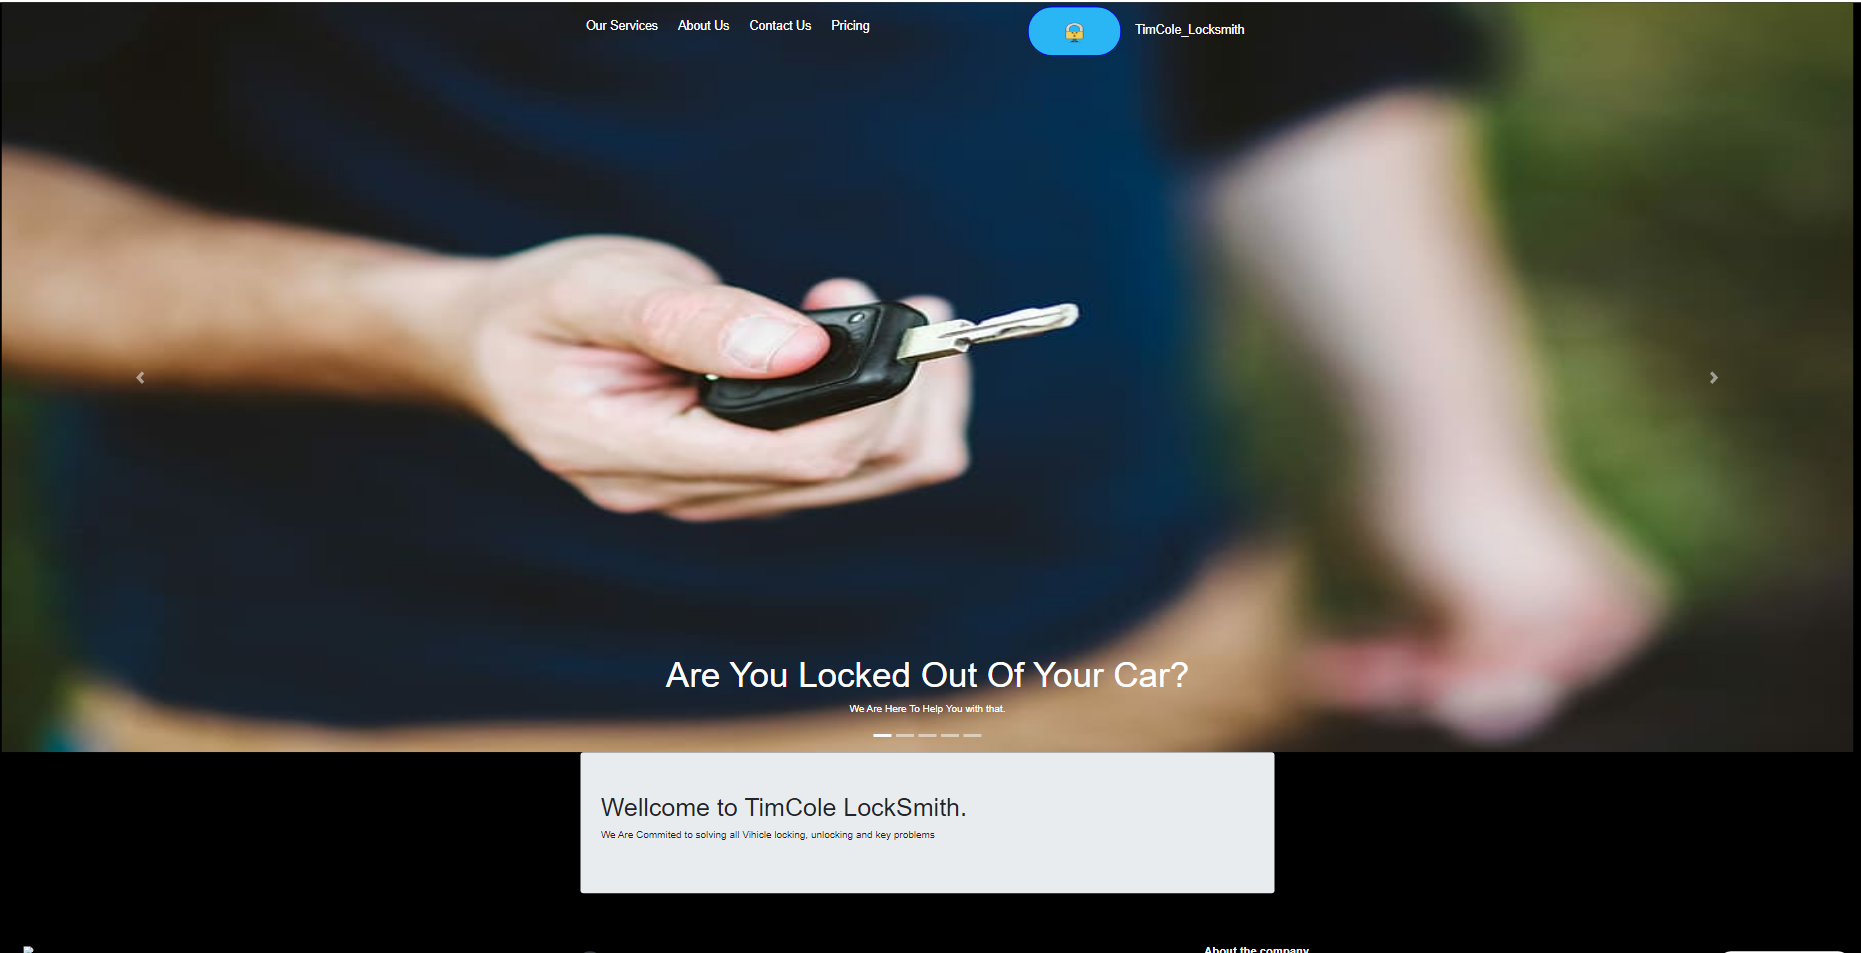 Our Services About Us Contact Us Pricing TimCole_Locksmith
Are You Locked Out Of Your Car?
We Are Here To Help You with that.
Wellcome to TimCole LockSmith.
We Are Commited to solving all Vihicle locking, unlocking and key problems
About the company